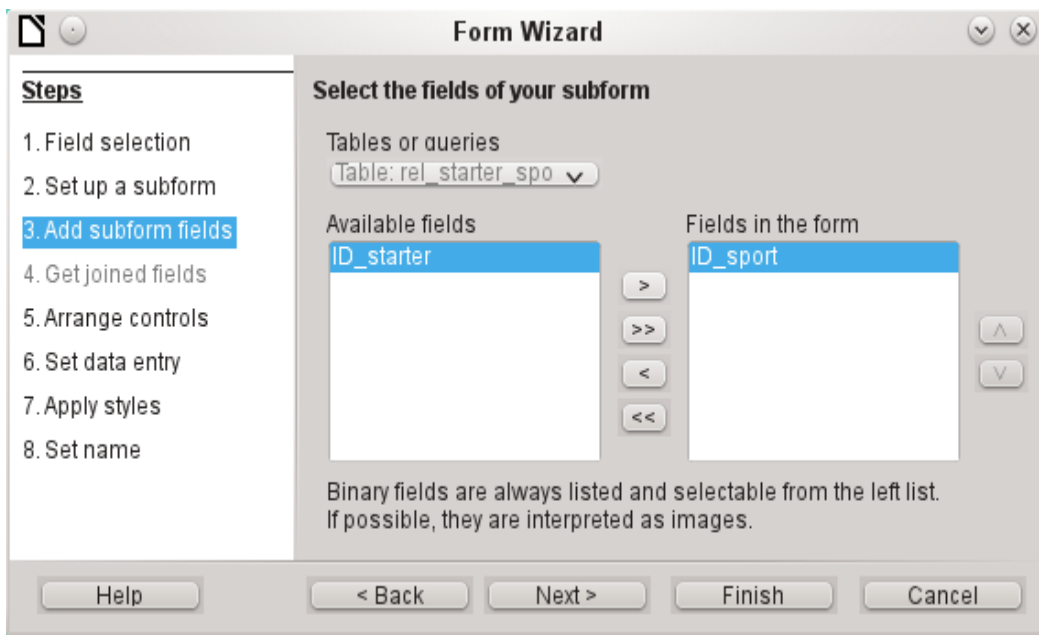 Form Wizard
Steps
1. Field selection
2. Set up a subform
3. Add subform fields
4. Get joined fields
5. Arrange controls
6. Set data entry
7. Apply styles
8. Set name
Select the fields of your subform
Tables or queries
Table: rel_starter_spo
Available fields
ID_starter
>
>>
<
<<
Fields in the form
ID_sport
Binary fields are always listed and selectable from the left list.
If possible, they are interpreted as images.
Help
< Back
Next >
Finish
Cancel